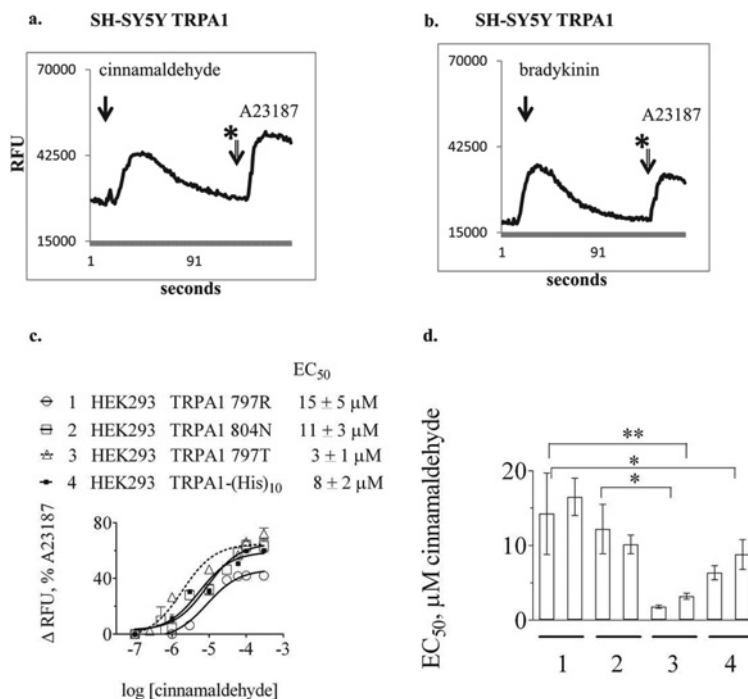 a. SH-SY5Y TRPA1
70000
cinnamaldehyde
A23187
*
RFU
42500
15000
1 91
seconds
b. SH-SY5Y TRPA1
70000
bradykinin
A23187
*
42500
15000
1 91
seconds
c.
EC50
1 HEK293 TRPA1 797R 15 ± 5 µM
2 HEK293 TRPA1 804N 11 ± 3 µM
3 HEK293 TRPA1 797T 3 ± 1 µM
4 HEK293 TRPA1-(His)10 8 ± 2 µM
Δ RFU, % A23187
80
40
0
-7 -6 -5 -4 -3
log [cinnamaldehyde]
d.
**
*
*
EC50, µM cinnamaldehyde
20
10
0
1 2 3 4